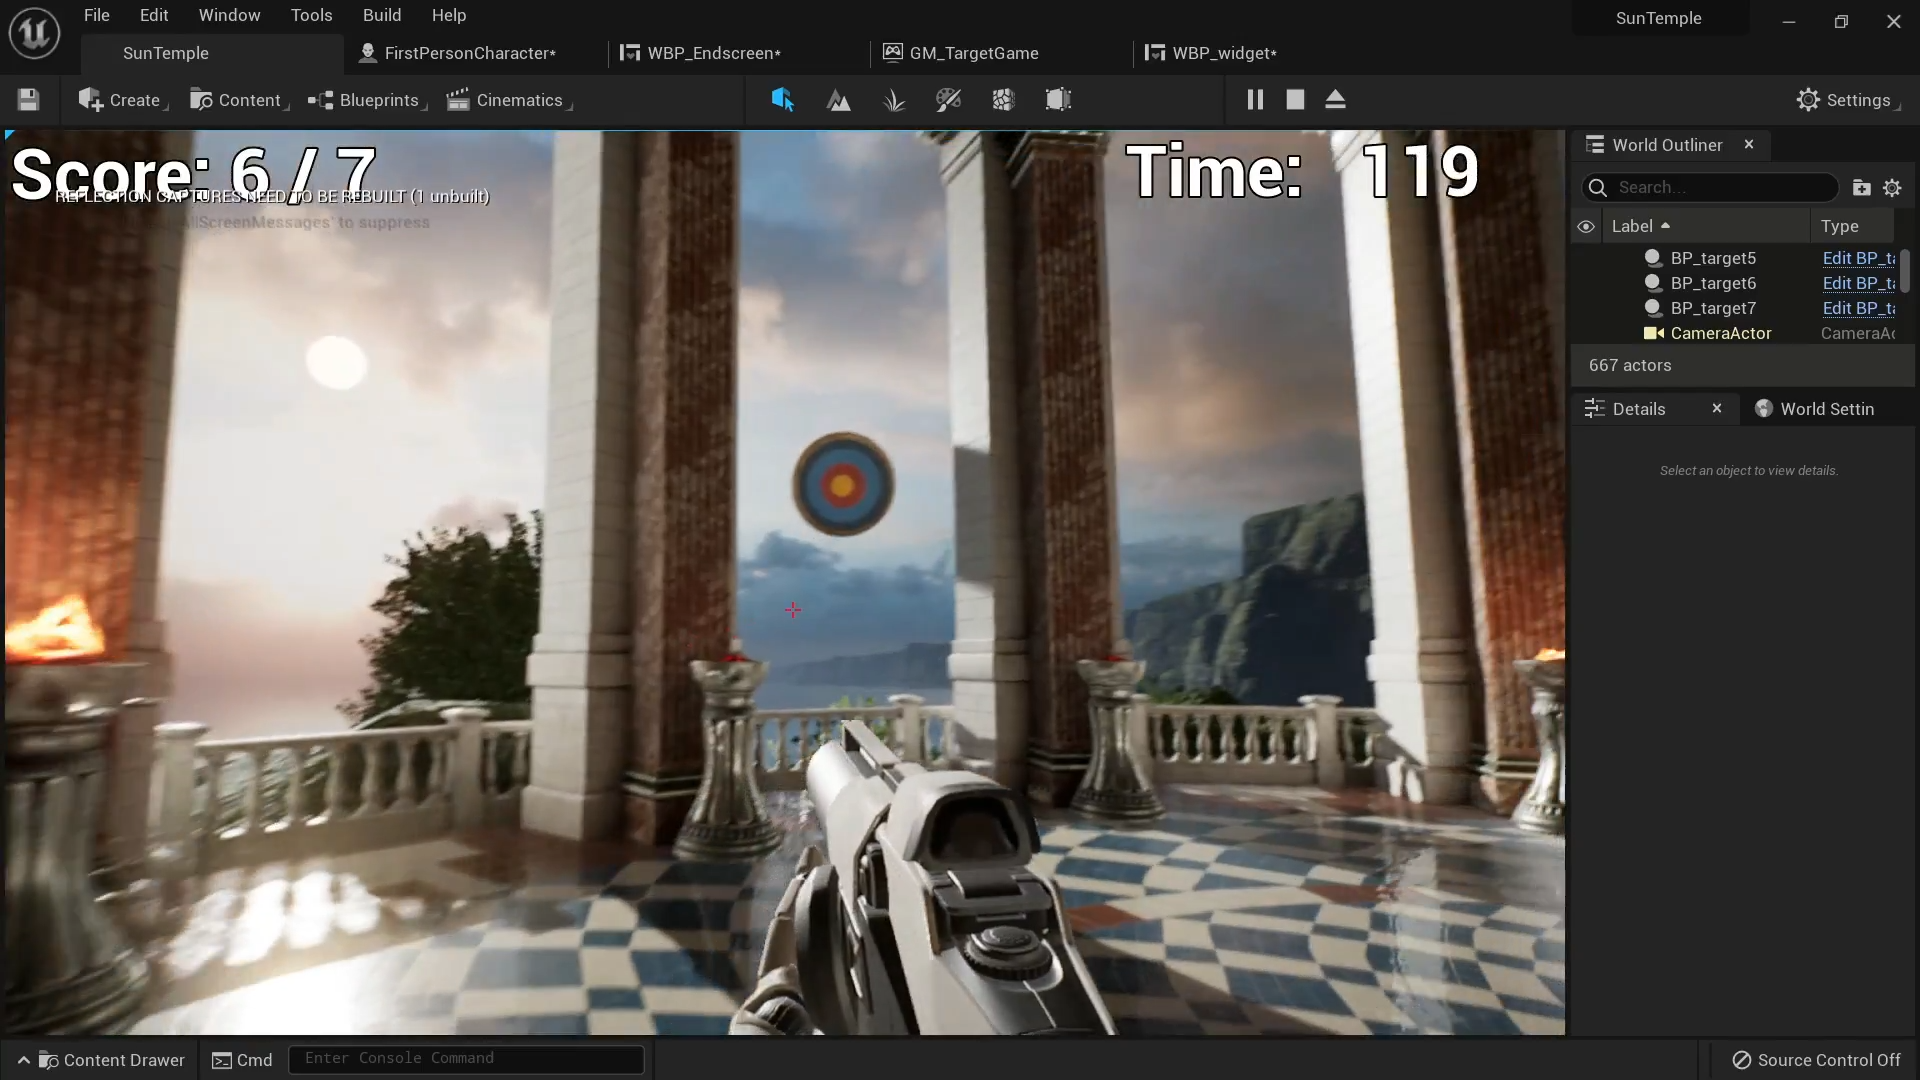 File Edit Window Tools Build Help
SunTemple
SunTemple FirstPersonCharacter* WBP_Endscreen* GM_TargetGame WBP_widget*
Create Content Blueprints Cinematics Settings
Score: 6 / 7
Time: 119
REFLECTION CAPTURES NEED TO BE REBUILT (1 unbuilt)
llScreenMessages' to suppress
World Outliner
Search...
Label Type
BP_target5 Edit BP_ta
BP_target6 Edit BP_ta
BP_target7 Edit BP_ta
CameraActor CameraAc
667 actors
Details World Settin
Select an object to view details.
Content Drawer Cmd Enter Console Command Source Control Off